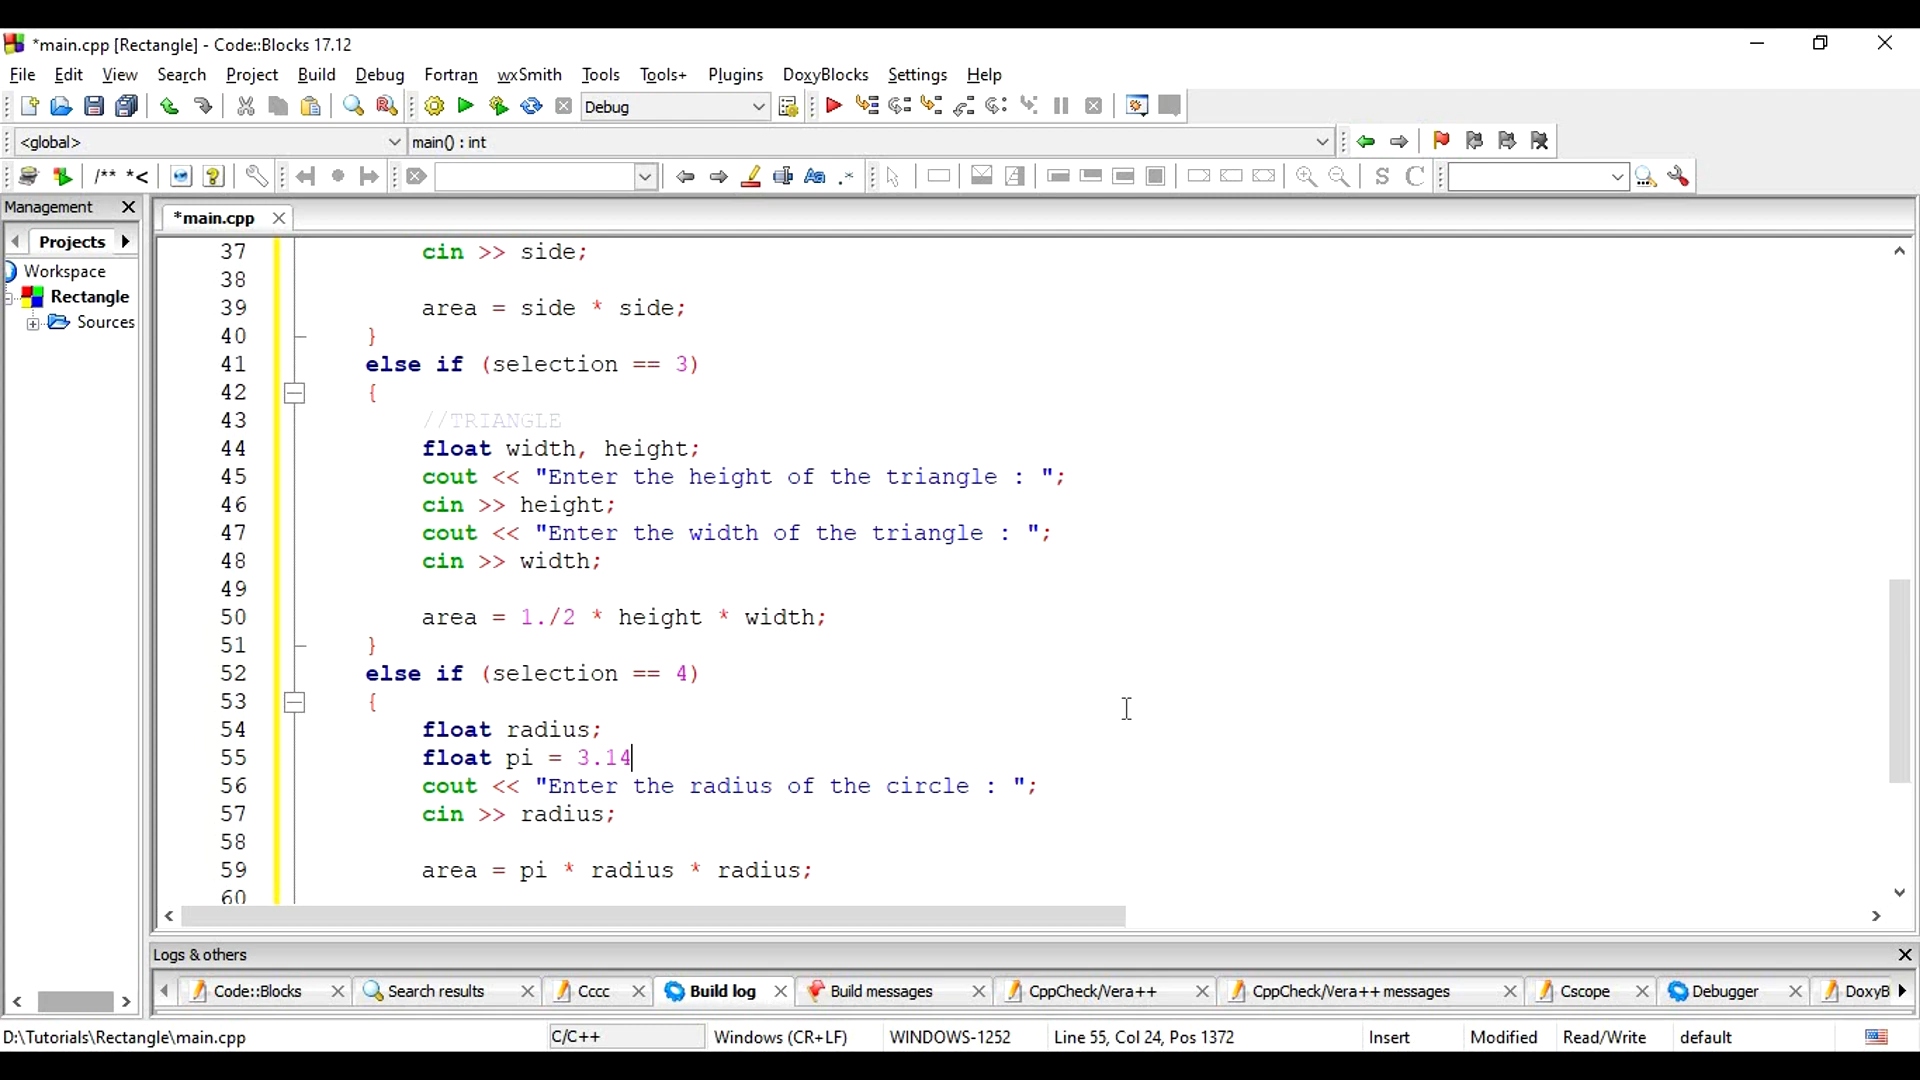 *main.cpp [Rectangle] - Code::Blocks 17.12
File Edit View Search Project Build Debug Fortran wxSmith Tools Tools+ Plugins DoxyBlocks Settings Help
Debug
<global> main() : int
/** *< Aa .* S C
Management
*main.cpp
Projects
Workspace
Rectangle
Sources
37 cin >> side;
38
39 area = side * side;
40 }
41 else if (selection == 3)
42 {
43 //TRIANGLE
44 float width, height;
45 cout << "Enter the height of the triangle : ";
46 cin >> height;
47 cout << "Enter the width of the triangle : ";
48 cin >> width;
49
50 area = 1./2 * height * width;
51 }
52 else if (selection == 4)
53 {
54 float radius;
55 float pi = 3.14
56 cout << "Enter the radius of the circle : ";
57 cin >> radius;
58
59 area = pi * radius * radius;
60
Logs & others
Code::Blocks Search results Cccc Build log Build messages CppCheck/Vera++ CppCheck/Vera++ messages Cscope Debugger DoxyB
D:\Tutorials\Rectangle\main.cpp C/C++ Windows (CR+LF) WINDOWS-1252 Line 55, Col 24, Pos 1372 Insert Modified Read/Write default